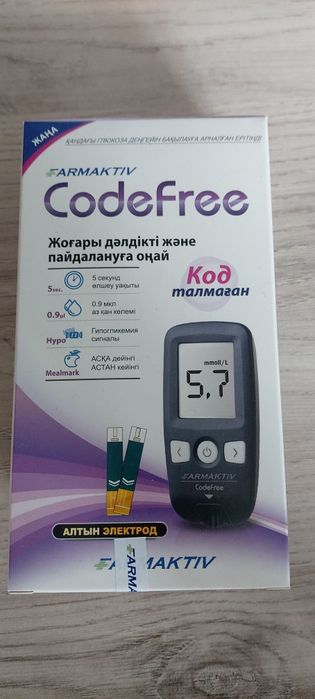 ЖАҢА
ҚАНДАҒЫ ГЛЮКОЗА ДЕҢГЕЙІН БАҚЫЛАУҒА АРНАЛҒАН ЕРІТІНДІ
FARMAKTIV
CodeFree
Жоғары дәлдікті және
пайдалануға оңай
Код
талмаған
5sec.
5 секунд
өлшеу уақыты
0.9µl
0.9 мкл
аз қан көлемі
Hypo
Гипогликемия
сигналы
Mealmark
АСҚА дейінгі
АСТАН кейінгі
mmol/L
5,7
FARMAKTIV
CodeFree
АЛТЫН ЭЛЕКТРОД
FARMA
FARMAKTIV